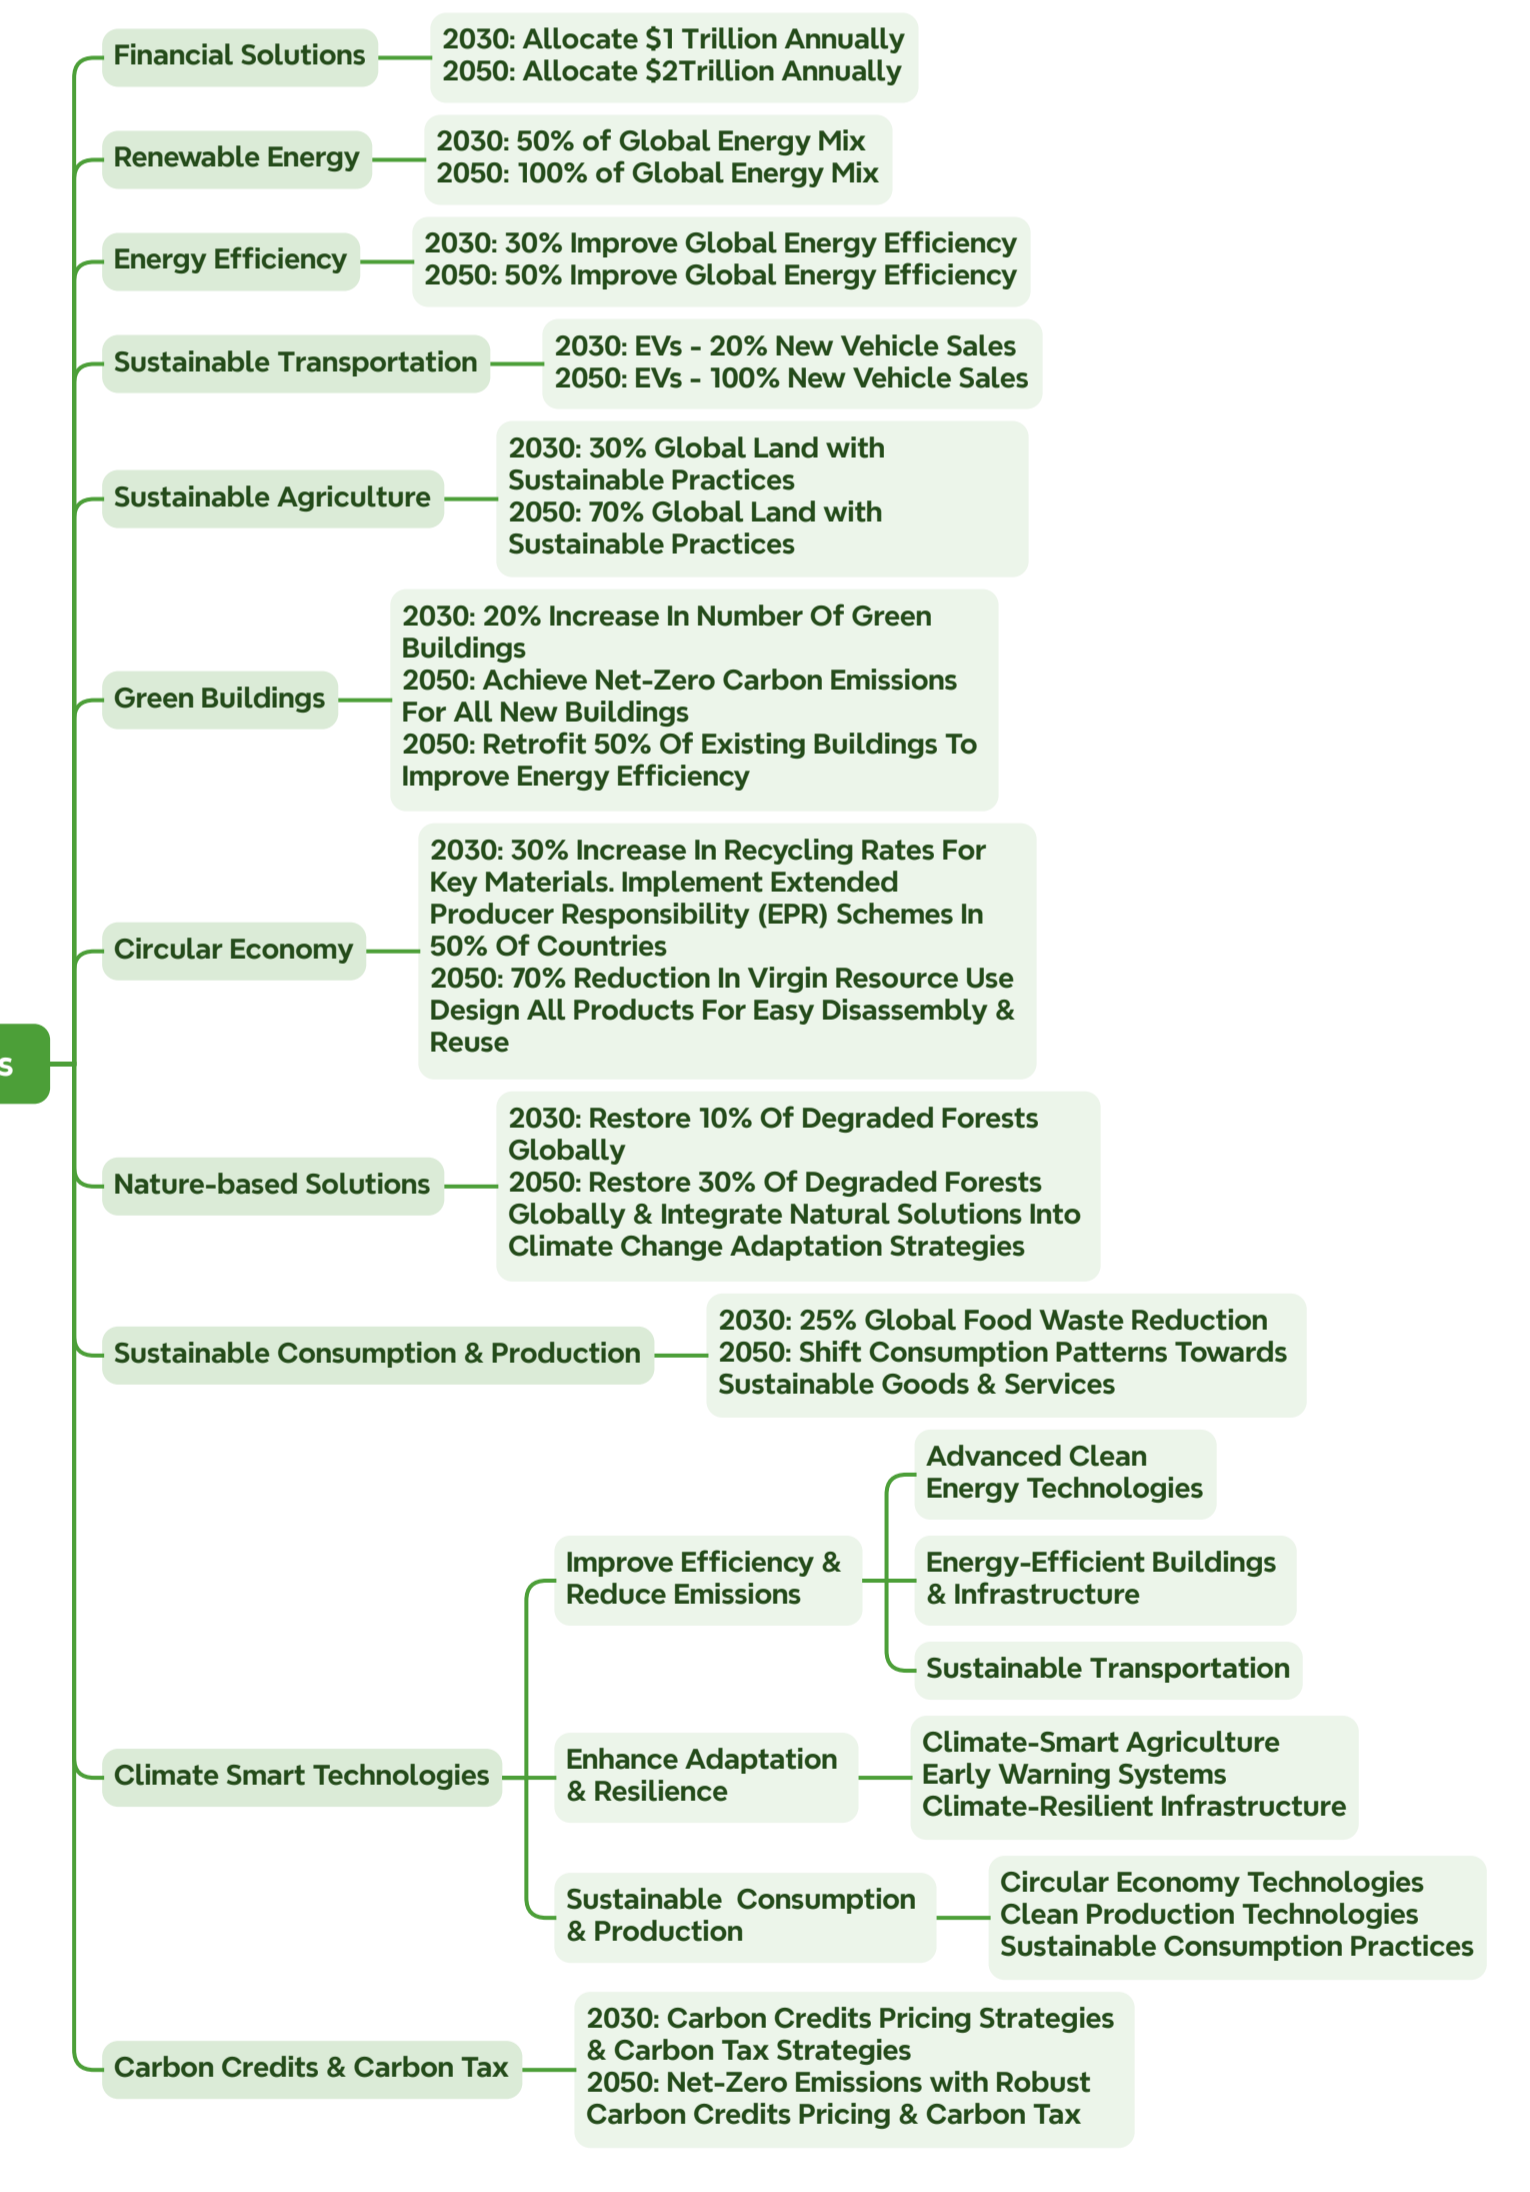 Financial Solutions
2030: Allocate $1 Trillion Annually
2050: Allocate $2Trillion Annually
Renewable Energy
2030: 50% of Global Energy Mix
2050: 100% of Global Energy Mix
Energy Efficiency
2030: 30% Improve Global Energy Efficiency
2050: 50% Improve Global Energy Efficiency
Sustainable Transportation
2030: EVs - 20% New Vehicle Sales
2050: EVs - 100% New Vehicle Sales
Sustainable Agriculture
2030: 30% Global Land with
Sustainable Practices
2050: 70% Global Land with
Sustainable Practices
Green Buildings
2030: 20% Increase In Number Of Green
Buildings
2050: Achieve Net-Zero Carbon Emissions
For All New Buildings
2050: Retrofit 50% Of Existing Buildings To
Improve Energy Efficiency
Circular Economy
2030: 30% Increase In Recycling Rates For
Key Materials. Implement Extended
Producer Responsibility (EPR) Schemes In
50% Of Countries
2050: 70% Reduction In Virgin Resource Use
Design All Products For Easy Disassembly &
Reuse
s
Nature-based Solutions
2030: Restore 10% Of Degraded Forests
Globally
2050: Restore 30% Of Degraded Forests
Globally & Integrate Natural Solutions Into
Climate Change Adaptation Strategies
Sustainable Consumption & Production
2030: 25% Global Food Waste Reduction
2050: Shift Consumption Patterns Towards
Sustainable Goods & Services
Climate Smart Technologies
Improve Efficiency &
Reduce Emissions
Advanced Clean
Energy Technologies
Energy-Efficient Buildings
& Infrastructure
Sustainable Transportation
Enhance Adaptation
& Resilience
Climate-Smart Agriculture
Early Warning Systems
Climate-Resilient Infrastructure
Sustainable  Consumption
& Production
Circular Economy Technologies
Clean Production Technologies
Sustainable Consumption Practices
Carbon Credits & Carbon Tax
2030: Carbon Credits Pricing Strategies
& Carbon Tax Strategies
2050: Net-Zero Emissions with Robust
Carbon Credits Pricing & Carbon Tax